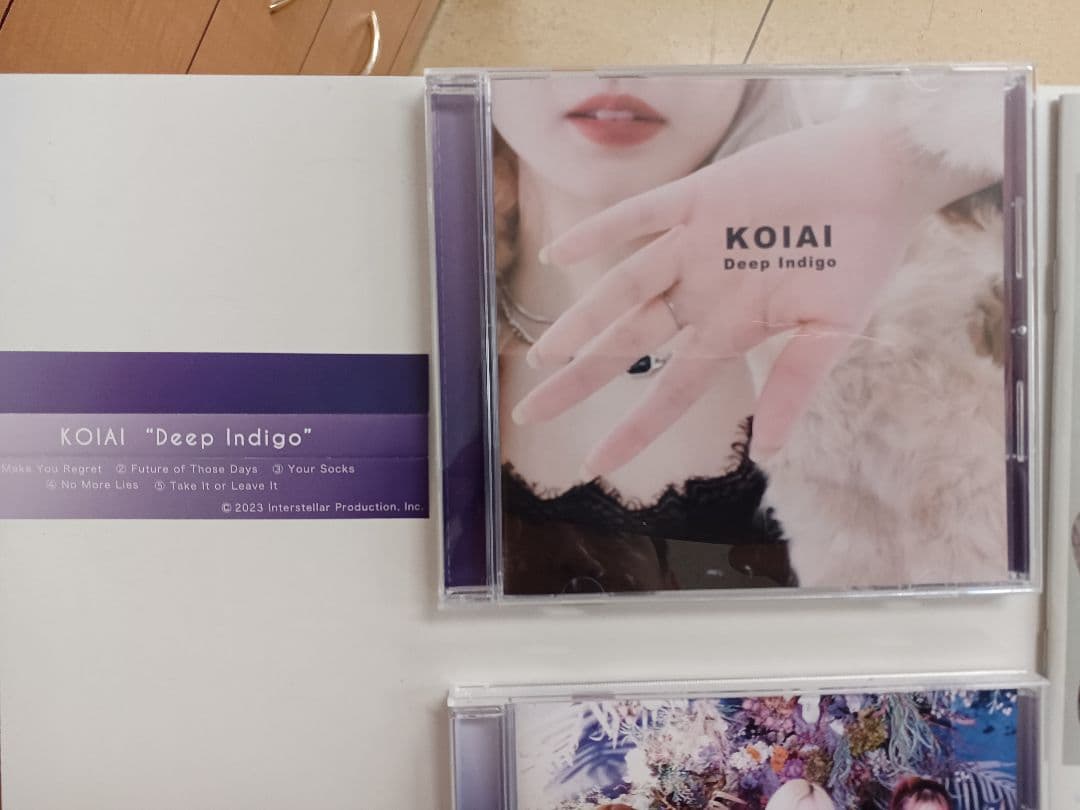 KOIAI
Deep Indigo
KOIAI "Deep Indigo"
Make You Regret ② Future of Those Days ③ Your Socks
④ No More Lies ⑤ Take It or Leave It
© 2023 Interstellar Production, Inc.